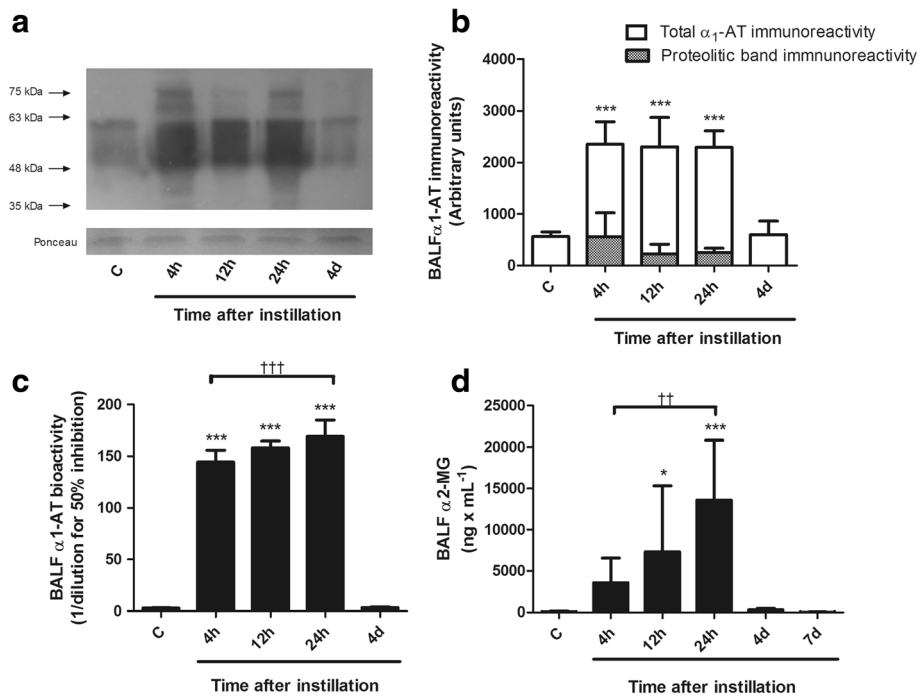 a
75 kDa
63 kDa
48 kDa
35 kDa
Ponceau
C
4h
12h
24h
4d
Time after instillation
b
Total α1-AT immunoreactivity
Proteolitic band immnunoreactivity
BALFα1-AT immunoreactivity
(Arbitrary units)
4000
3000
2000
1000
0
***
***
***
C
4h
12h
24h
4d
Time after instillation
c
BALF α1-AT bioactivity
(1/dilution for 50% inhibition)
200
150
100
50
0
†††
***
***
***
C
4h
12h
24h
4d
Time after instillation
d
BALF α2-MG
(ng x mL-1)
25000
20000
15000
10000
5000
0
††
*
***
C
4h
12h
24h
4d
7d
Time after instillation